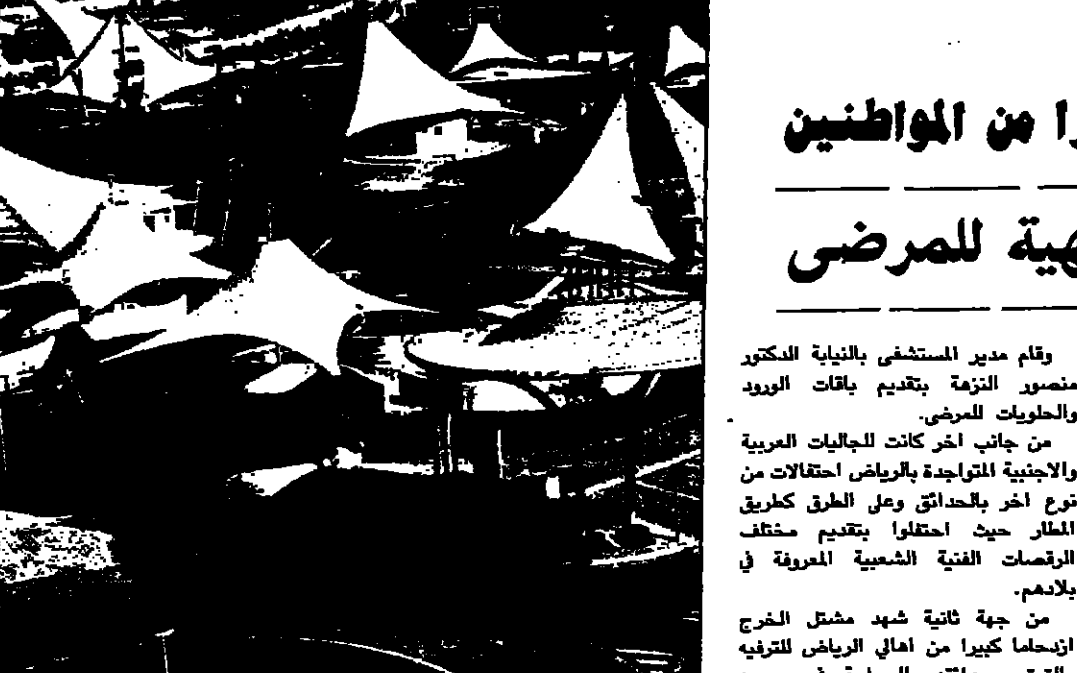 را من المواطنين
هية للمرضى
وقام مدير المستشفى بالنيابة الدكتور
منصور النزهة بتقديم باقات الورود
والحلويات للمرضى.
من جانب اخر كانت للجاليات العربية
والاجنبية المتواجدة بالرياض احتفالات من
نوع اخر بالحدائق وعلى الطرق كطريق
المطار حيث احتفلوا بتقديم مختلف
الرقصات الفنية الشعبية المعروفة في
بلادهم.
من جهة ثانية شهد مشتل الخرج
ازدحاما كبيرا من اهالي الرياض للترفيه